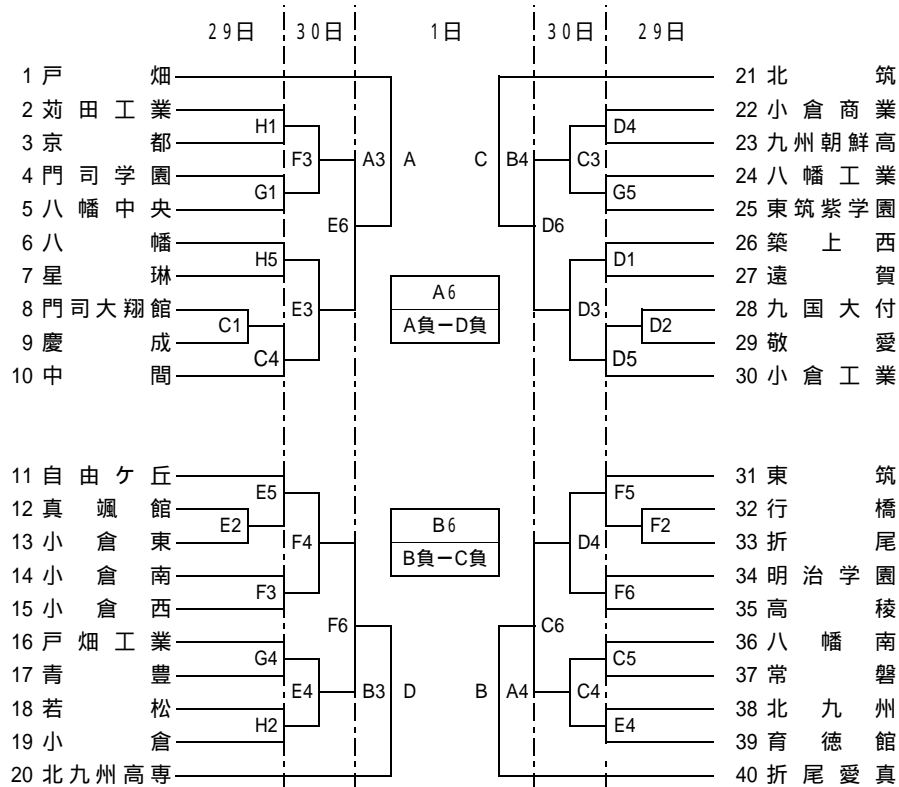 29日 30日 1日 30日 29日
1 戸畑
2 苅田工業
3 京都
4 門司学園
5 八幡中央
6 八幡
7 星琳
8 門司大翔館
9 慶成
10 中間
H1
G1
H5
C1
C4
F3
E3
E6
A3
A
21 北筑
22 小倉商業
23 九州朝鮮高
24 八幡工業
25 東筑紫学園
26 築上西
27 遠賀
28 九国大付
29 敬愛
30 小倉工業
C
B4
C3
D4
G5
D6
D1
D3
D2
D5
A6
A負ーD負
11 自由ケ丘
12 真颯館
13 小倉東
14 小倉南
15 小倉西
16 戸畑工業
17 青豊
18 若松
19 小倉
20 北九州高専
E5
E2
F4
F3
F6
G4
E4
H2
B3
D
B6
B負ーC負
31 東筑
32 行橋
33 折尾
34 明治学園
35 高稜
36 八幡南
37 常磐
38 北九州
39 育徳館
40 折尾愛真
F5
F2
D4
F6
C6
C5
C4
E4
B
A4